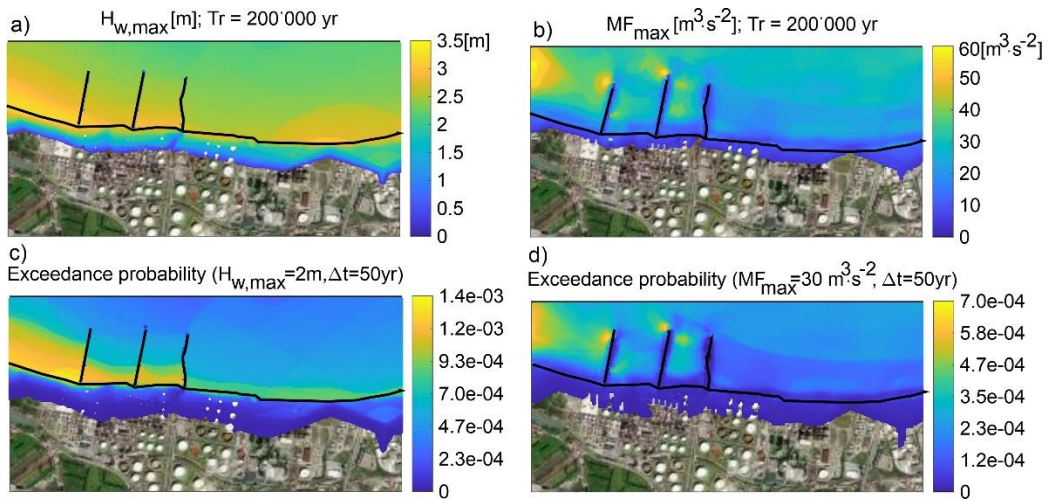 a) H_w,max[m]; Tr = 200'000 yr
3.5[m]
3
2.5
2
1.5
1
0.5
0
b) MF_max[m³·s⁻²]; Tr = 200'000 yr
60[m³·s⁻²]
50
40
30
20
10
0
c)
Exceedance probability (H_w,max=2m,Δt=50yr)
1.4e-03
1.2e-03
9.3e-04
7.0e-04
4.7e-04
2.3e-04
d)
Exceedance probability (MF_max=30 m³·s⁻², Δt=50yr)
7.0e-04
5.8e-04
4.7e-04
3.5e-04
2.3e-04
1.2e-04
0